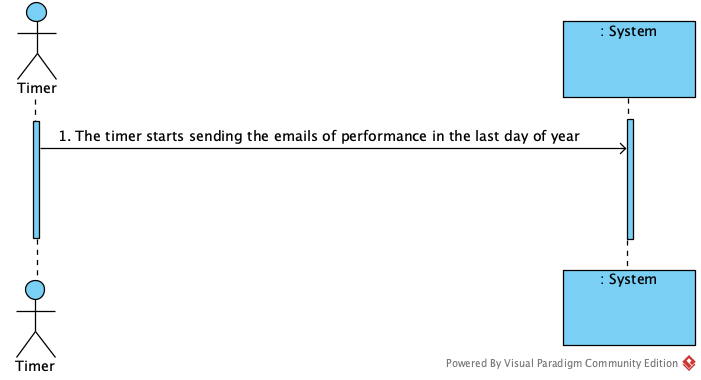 Timer
: System
1. The timer starts sending the emails of performance in the last day of year
: System
Timer
Powered By Visual Paradigm Community Edition